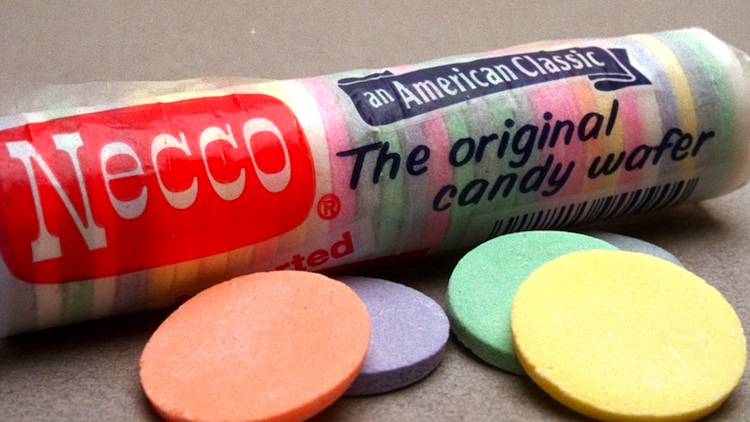 Necco®
an American Classic
The original
candy wafer